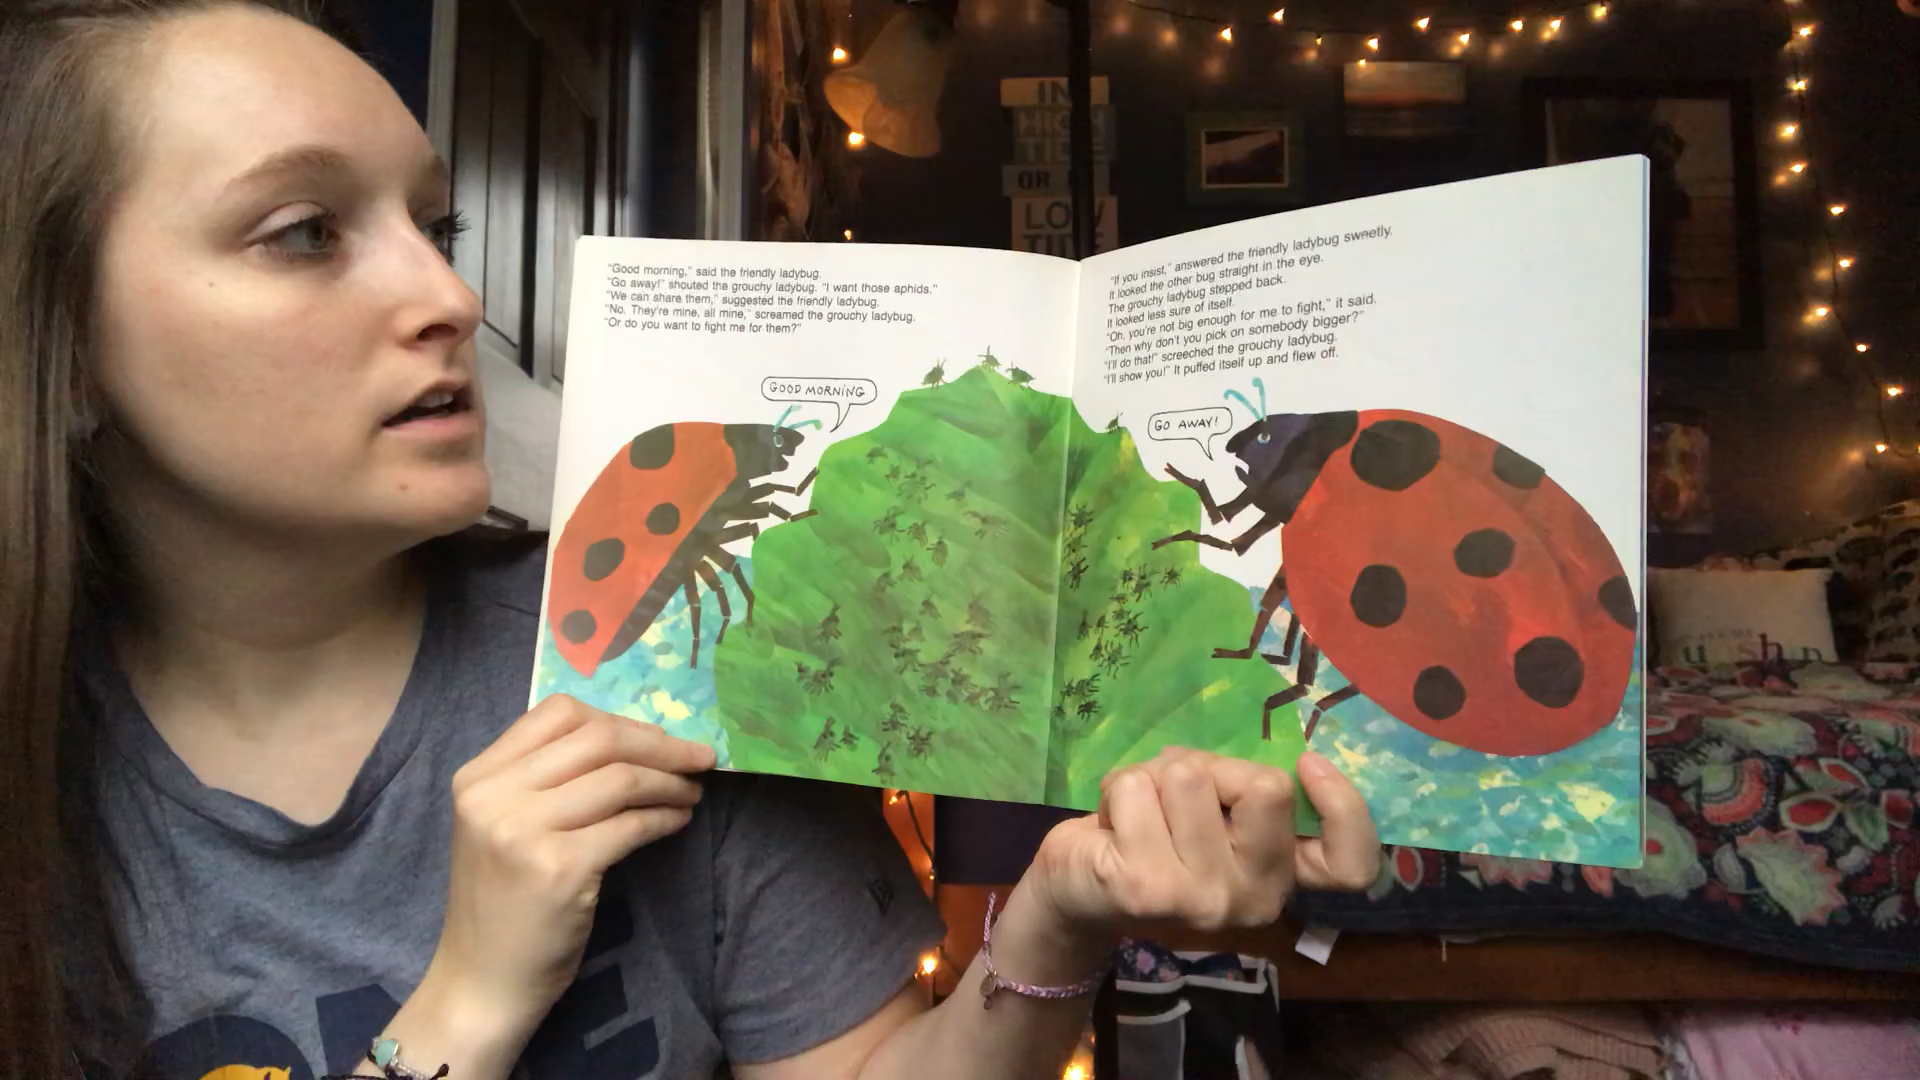 IN
HIGH
TIDE
OR
LOW
TIDE
"Good morning," said the friendly ladybug.
"Go away!" shouted the grouchy ladybug. "I want those aphids."
"We can share them," suggested the friendly ladybug.
"No. They're mine, all mine," screamed the grouchy ladybug.
"Or do you want to fight me for them?"
GOOD MORNING
"If you insist," answered the friendly ladybug sweetly.
It looked the other bug straight in the eye.
The grouchy ladybug stepped back.
It looked less sure of itself.
"Oh, you're not big enough for me to fight," it said.
"Then why don't you pick on somebody bigger?"
"I'll do that!" screeched the grouchy ladybug.
"I'll show you!" It puffed itself up and flew off.
GO AWAY!